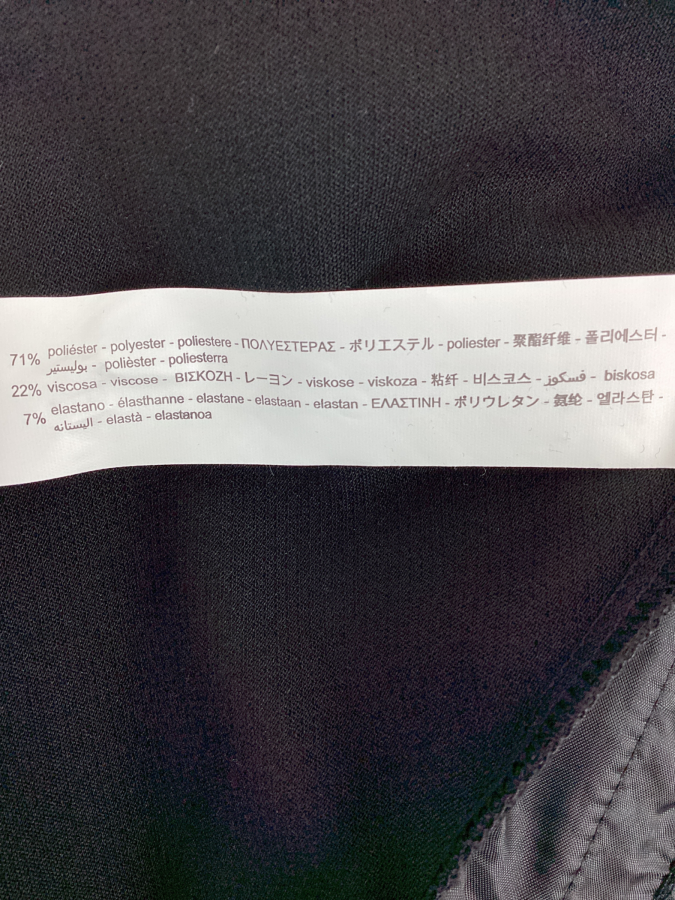 71% poliéster - polyester - poliestere - ΠΟΛΥΕΣΤΕΡΑΣ - ポリエステル - poliester - 聚酯纤维 - 폴리에스터 -
بوليستير - polièster - poliesterra
22% viscosa - viscose - ΒΙΣΚΟΖΗ - レーヨン - viskose - viskoza - 粘纤 - 비스코스 - فسكوز - biskosa
7% elastano - élasthanne - elastane - elastaan - elastan - ΕΛΑΣΤΙΝΗ - ポリウレタン - 氨纶 - 엘라스탄 -
اليستانه - elastà - elastanoa